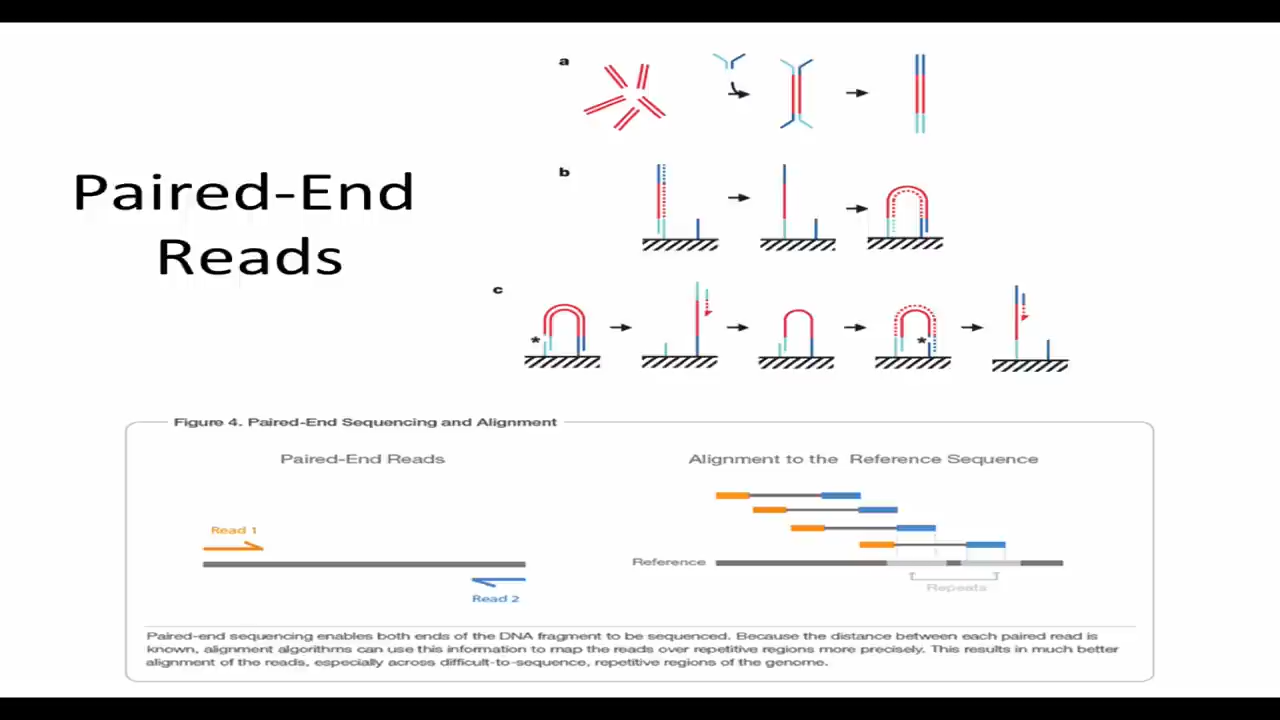 Paired-End
Reads
a
b
c
*
*
Figure 4. Paired-End Sequencing and Alignment
Paired-End Reads
Read 1
Read 2
Alignment to the Reference Sequence
Reference
Repeats
Paired-end sequencing enables both ends of the DNA fragment to be sequenced. Because the distance between each paired read is
known, alignment algorithms can use this information to map the reads over repetitive regions more precisely. This results in much better
alignment of the reads, especially across difficult-to-sequence, repetitive regions of the genome.